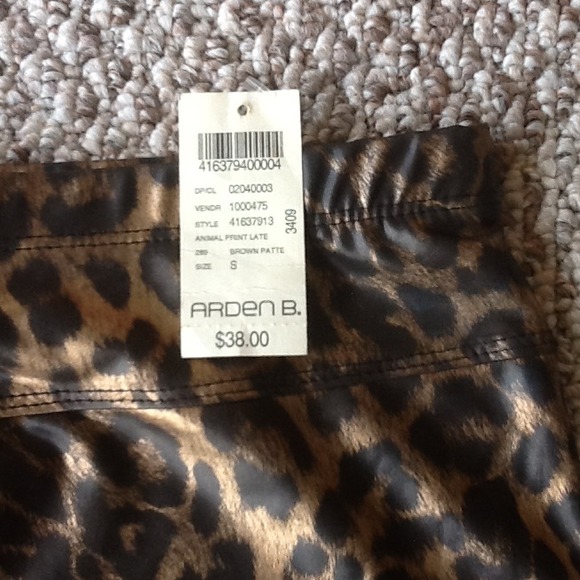 416379400004
DP/CL 02040003
VENDR 1000475
STYLE 41637913
3409
ANIMAL PRINT LATE
289 BROWN PATTE
SIZE S
ARDEN B.
$38.00